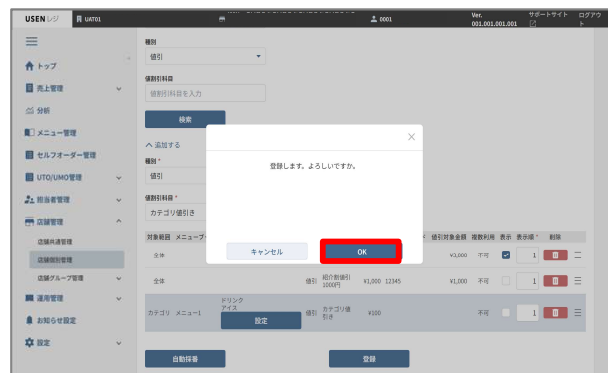 USEN レジ
UAT01
0001
Ver.
001.001.001.001
サポートサイト
ログアウト
トップ
売上管理
分析
メニュー管理
セルフオーダー管理
UTO/UMO管理
担当者管理
店舗管理
店舗共通管理
店舗個別管理
店舗グループ管理
運用管理
お知らせ設定
設定
種別
値引
値割引科目
値割引科目を入力
検索
追加する
種別 *
値引
値割引科目 *
カテゴリ値引き
登録します。よろしいですか。
キャンセル
OK
対象範囲 メニューブ
値引対象金額 複数利用 表示 表示順 * 削除
全体 ¥3,000 不可 1
全体 値引 紹介割値引 1000円 ¥1,000 12345 ¥1,000 不可 1
カテゴリ メニュー1 ドリンク アイス 設定 値引 カテゴリ値引き ¥100 不可 1
自動採番
登録